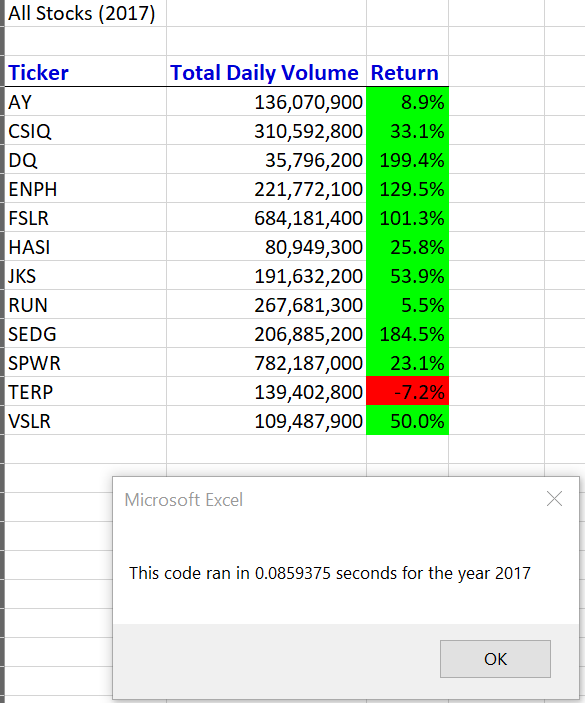 All Stocks (2017)
Ticker Total Daily Volume Return
AY 136,070,900 8.9%
CSIQ 310,592,800 33.1%
DQ 35,796,200 199.4%
ENPH 221,772,100 129.5%
FSLR 684,181,400 101.3%
HASI 80,949,300 25.8%
JKS 191,632,200 53.9%
RUN 267,681,300 5.5%
SEDG 206,885,200 184.5%
SPWR 782,187,000 23.1%
TERP 139,402,800 -7.2%
VSLR 109,487,900 50.0%
Microsoft Excel
This code ran in 0.0859375 seconds for the year 2017
OK